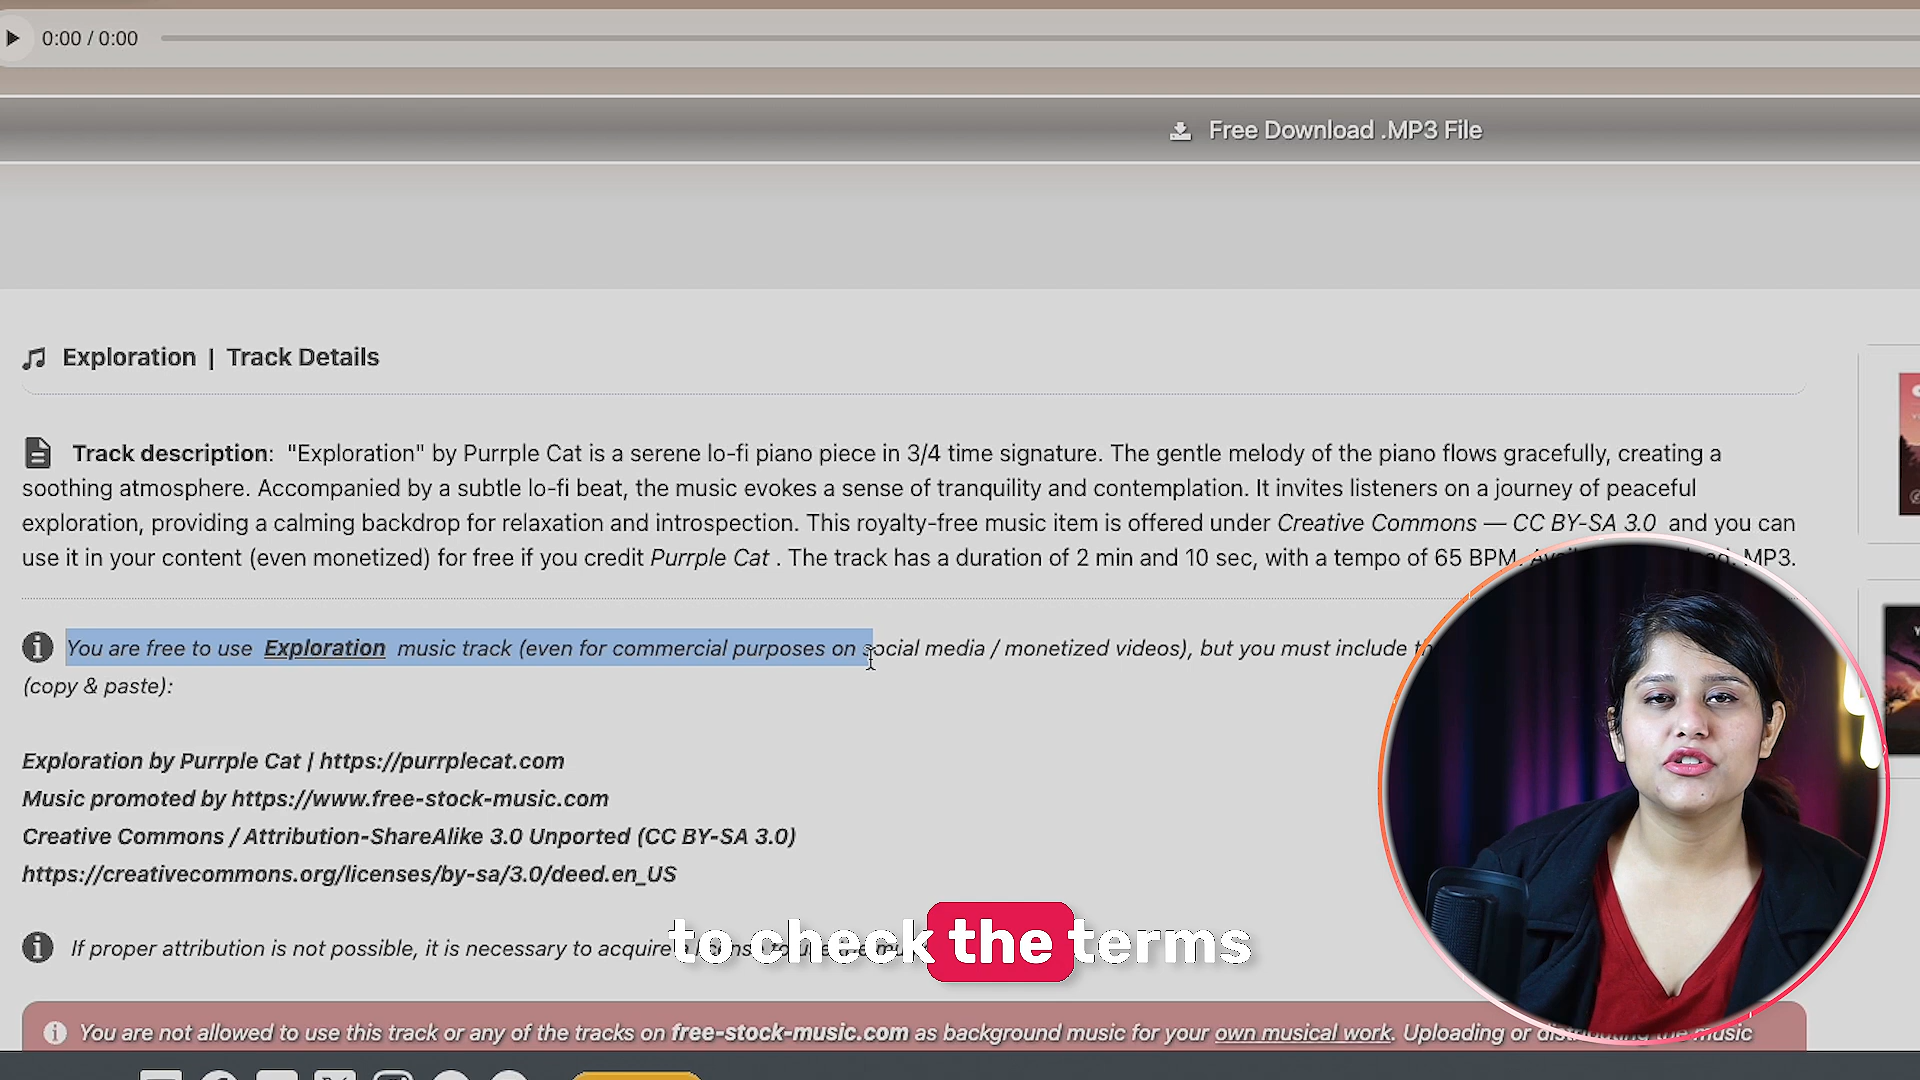 0:00 / 0:00
Free Download .MP3 File
Exploration | Track Details
Track description: "Exploration" by Purrple Cat is a serene lo-fi piano piece in 3/4 time signature. The gentle melody of the piano flows gracefully, creating a
soothing atmosphere. Accompanied by a subtle lo-fi beat, the music evokes a sense of tranquility and contemplation. It invites listeners on a journey of peaceful
exploration, providing a calming backdrop for relaxation and introspection. This royalty-free music item is offered under Creative Commons — CC BY-SA 3.0 and you can
use it in your content (even monetized) for free if you credit Purrple Cat . The track has a duration of 2 min and 10 sec, with a tempo of 65 BPM. MP3.
You are free to use Exploration music track (even for commercial purposes on social media / monetized videos), but you must include
(copy & paste):
Exploration by Purrple Cat | https://purrplecat.com
Music promoted by https://www.free-stock-music.com
Creative Commons / Attribution-ShareAlike 3.0 Unported (CC BY-SA 3.0)
https://creativecommons.org/licenses/by-sa/3.0/deed.en_US
to check the terms
If proper attribution is not possible, it is necessary to acquire
You are not allowed to use this track or any of the tracks on free-stock-music.com as background music for your own musical work. Uploading or music